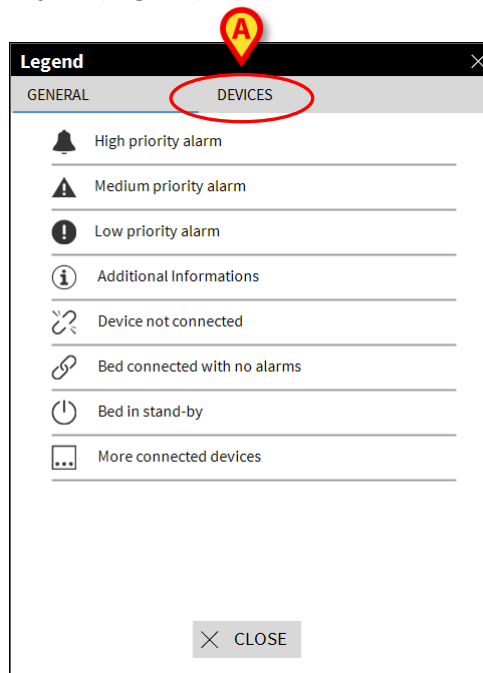 A
Legend
GENERAL DEVICES
High priority alarm
Medium priority alarm
Low priority alarm
Additional Informations
Device not connected
Bed connected with no alarms
Bed in stand-by
More connected devices
CLOSE